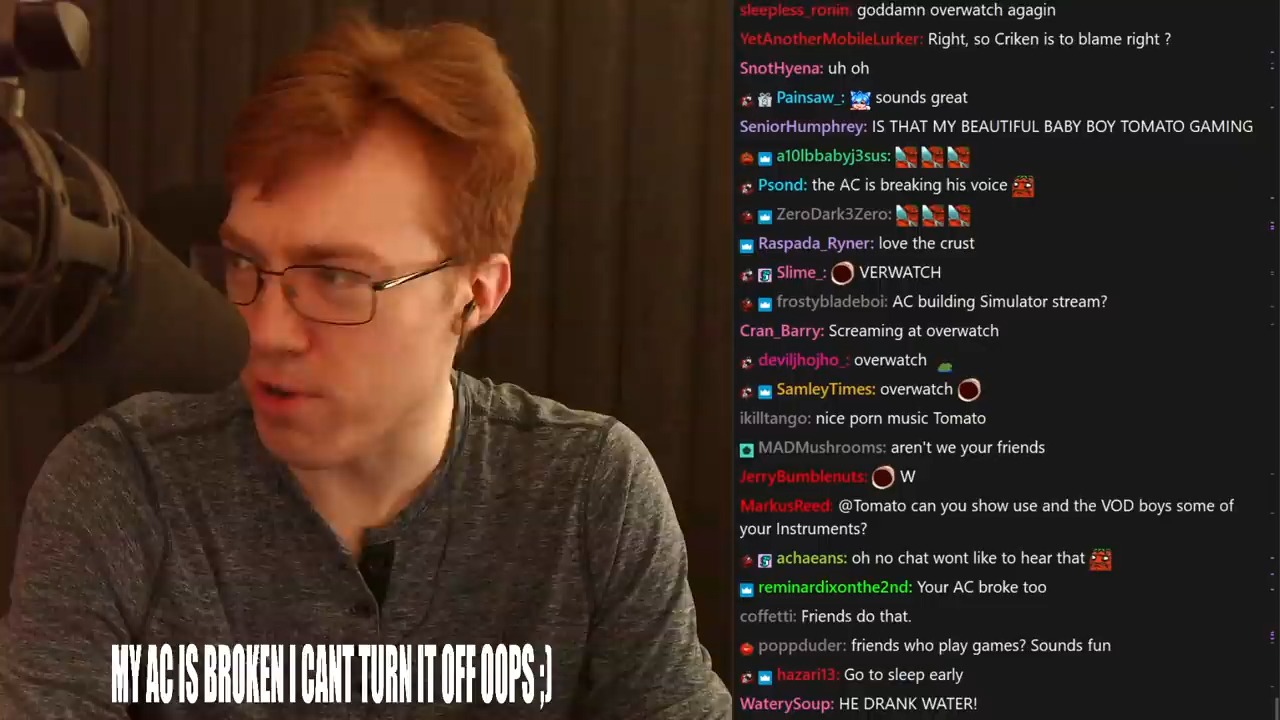 sleepless_ronin: goddamn overwatch agagin
YetAnotherMobileLurker: Right, so Criken is to blame right ?
SnotHyena: uh oh
Painsaw_: sounds great
SeniorHumphrey: IS THAT MY BEAUTIFUL BABY BOY TOMATO GAMING
a10lbbabyj3sus:
Psond: the AC is breaking his voice
ZeroDark3Zero:
Raspada_Ryner: love the crust
Slime_: VERWATCH
frostybladeboi: AC building Simulator stream?
Cran_Barry: Screaming at overwatch
deviljhojho_: overwatch
SamleyTimes: overwatch
ikilltango: nice porn music Tomato
MADMushrooms: aren't we your friends
JerryBumblenuts: W
MarkusReed: @Tomato can you show use and the VOD boys some of
your Instruments?
achaeans: oh no chat wont like to hear that
reminardixonthe2nd: Your AC broke too
coffetti: Friends do that.
poppduder: friends who play games? Sounds fun
hazari13: Go to sleep early
WaterySoup: HE DRANK WATER!
MY AC IS BROKEN I CANT TURN IT OFF OOPS ;)